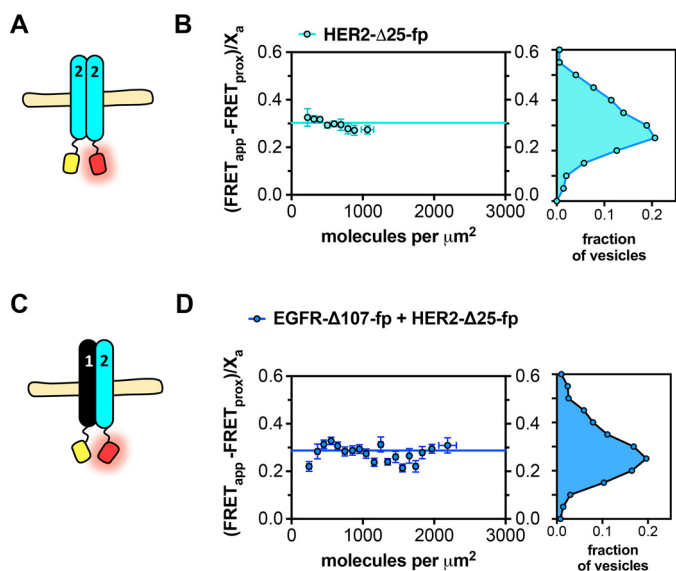 A
2 2
B
HER2-Δ25-fp
(FRETapp -FRETprox)/Xa
0.6
0.4
0.2
0.0
0 1000 2000 3000
molecules per μm2
0.6
0.4
0.2
0.0
0.0 0.1 0.2
fraction
of vesicles
C
1 2
D
EGFR-Δ107-fp + HER2-Δ25-fp
(FRETapp -FRETprox)/Xa
0.6
0.4
0.2
0.0
0 1000 2000 3000
molecules per μm2
0.6
0.4
0.2
0.0
0.0 0.1 0.2
fraction
of vesicles